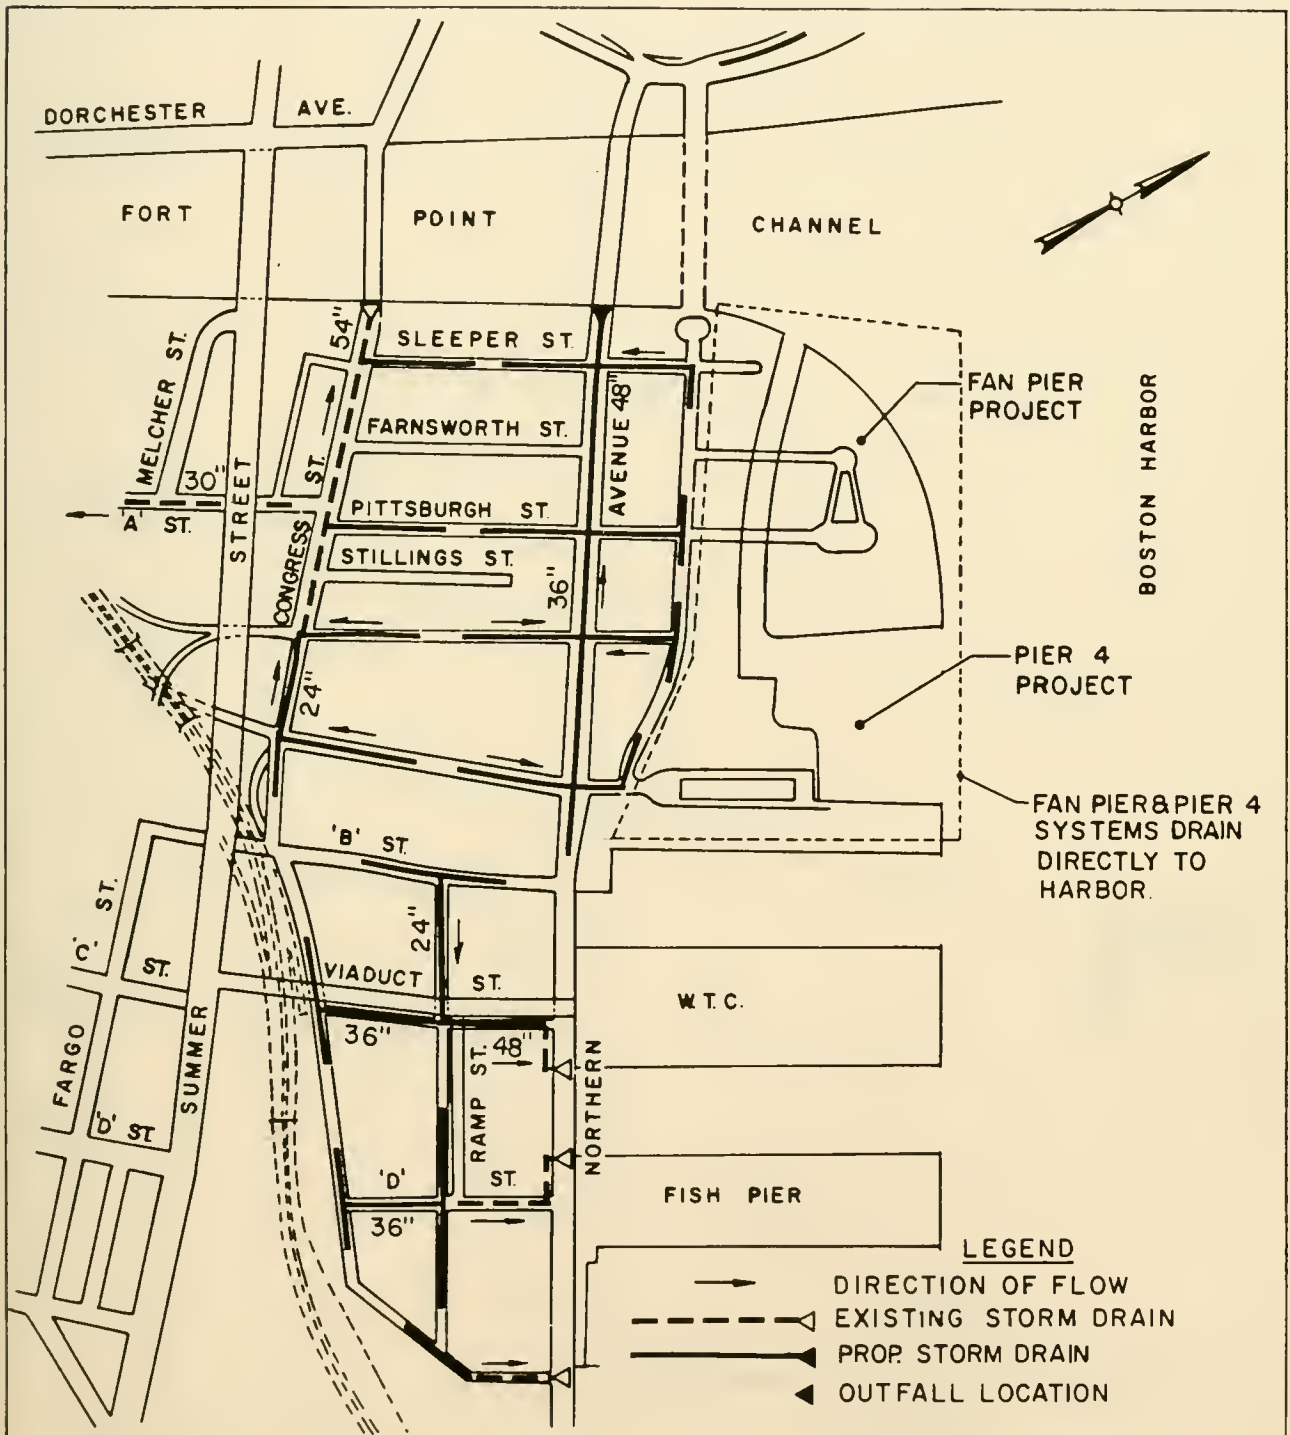 DORCHESTER AVE.
FORT POINT CHANNEL
MELCHER ST.
54"
SLEEPER ST.
FARNSWORTH ST.
AVENUE 48"
30"
'A' ST.
STREET
CONGRESS ST.
PITTSBURGH ST.
STILLINGS ST.
36"
24"
FAN PIER
PROJECT
BOSTON HARBOR
PIER 4
PROJECT
FAN PIER & PIER 4
SYSTEMS DRAIN
DIRECTLY TO
HARBOR.
'B' ST.
24"
'C' ST.
VIADUCT ST.
FARGO ST.
SUMMER
36"
RAMP ST.
48"
NORTHERN
W.T.C.
'D' ST.
'D' ST.
36"
FISH PIER
LEGEND
DIRECTION OF FLOW
EXISTING STORM DRAIN
PROP. STORM DRAIN
OUTFALL LOCATION